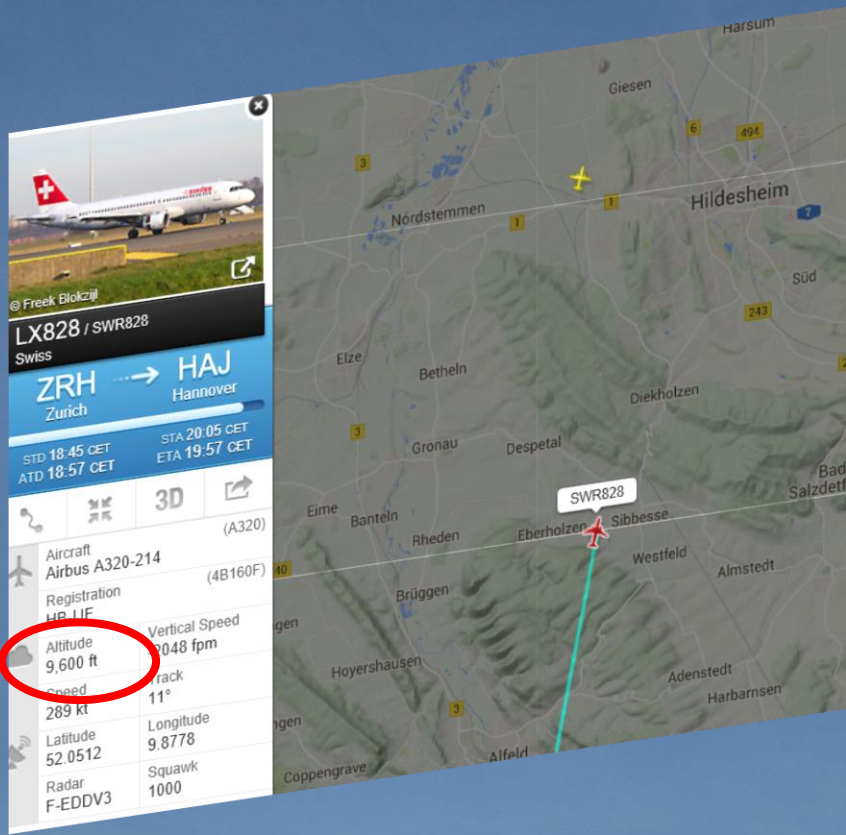 © Freek Blokzijl
LX828 / SWR828
Swiss
ZRH HAJ
Zurich Hannover
STD 18:45 CET STA 20:05 CET
ATD 18:57 CET ETA 19:57 CET
3D
Aircraft (A320)
Airbus A320-214
Registration (4B160F)
Altitude Vertical Speed
9,600 ft 2048 fpm
Speed Track
289 kt 11°
Latitude Longitude
52.0512 9.8778
Radar Squawk
F-EDDV3 1000
Harsum
Giesen
6
494
3
Hildesheim
Nordstemmen
1
1
7
Süd
243
Elze
Betheln
Diekholzen
3
Gronau
Despetal
Bad
Salzdetf
SWR828
Eime
Banteln
Rheden
Eberholzen
Sibbesse
Westfeld
Almstedt
40
Brüggen
gen
Hoyershausen
Adenstedt
Harbarnsen
3
Alfeld
Coppengrave